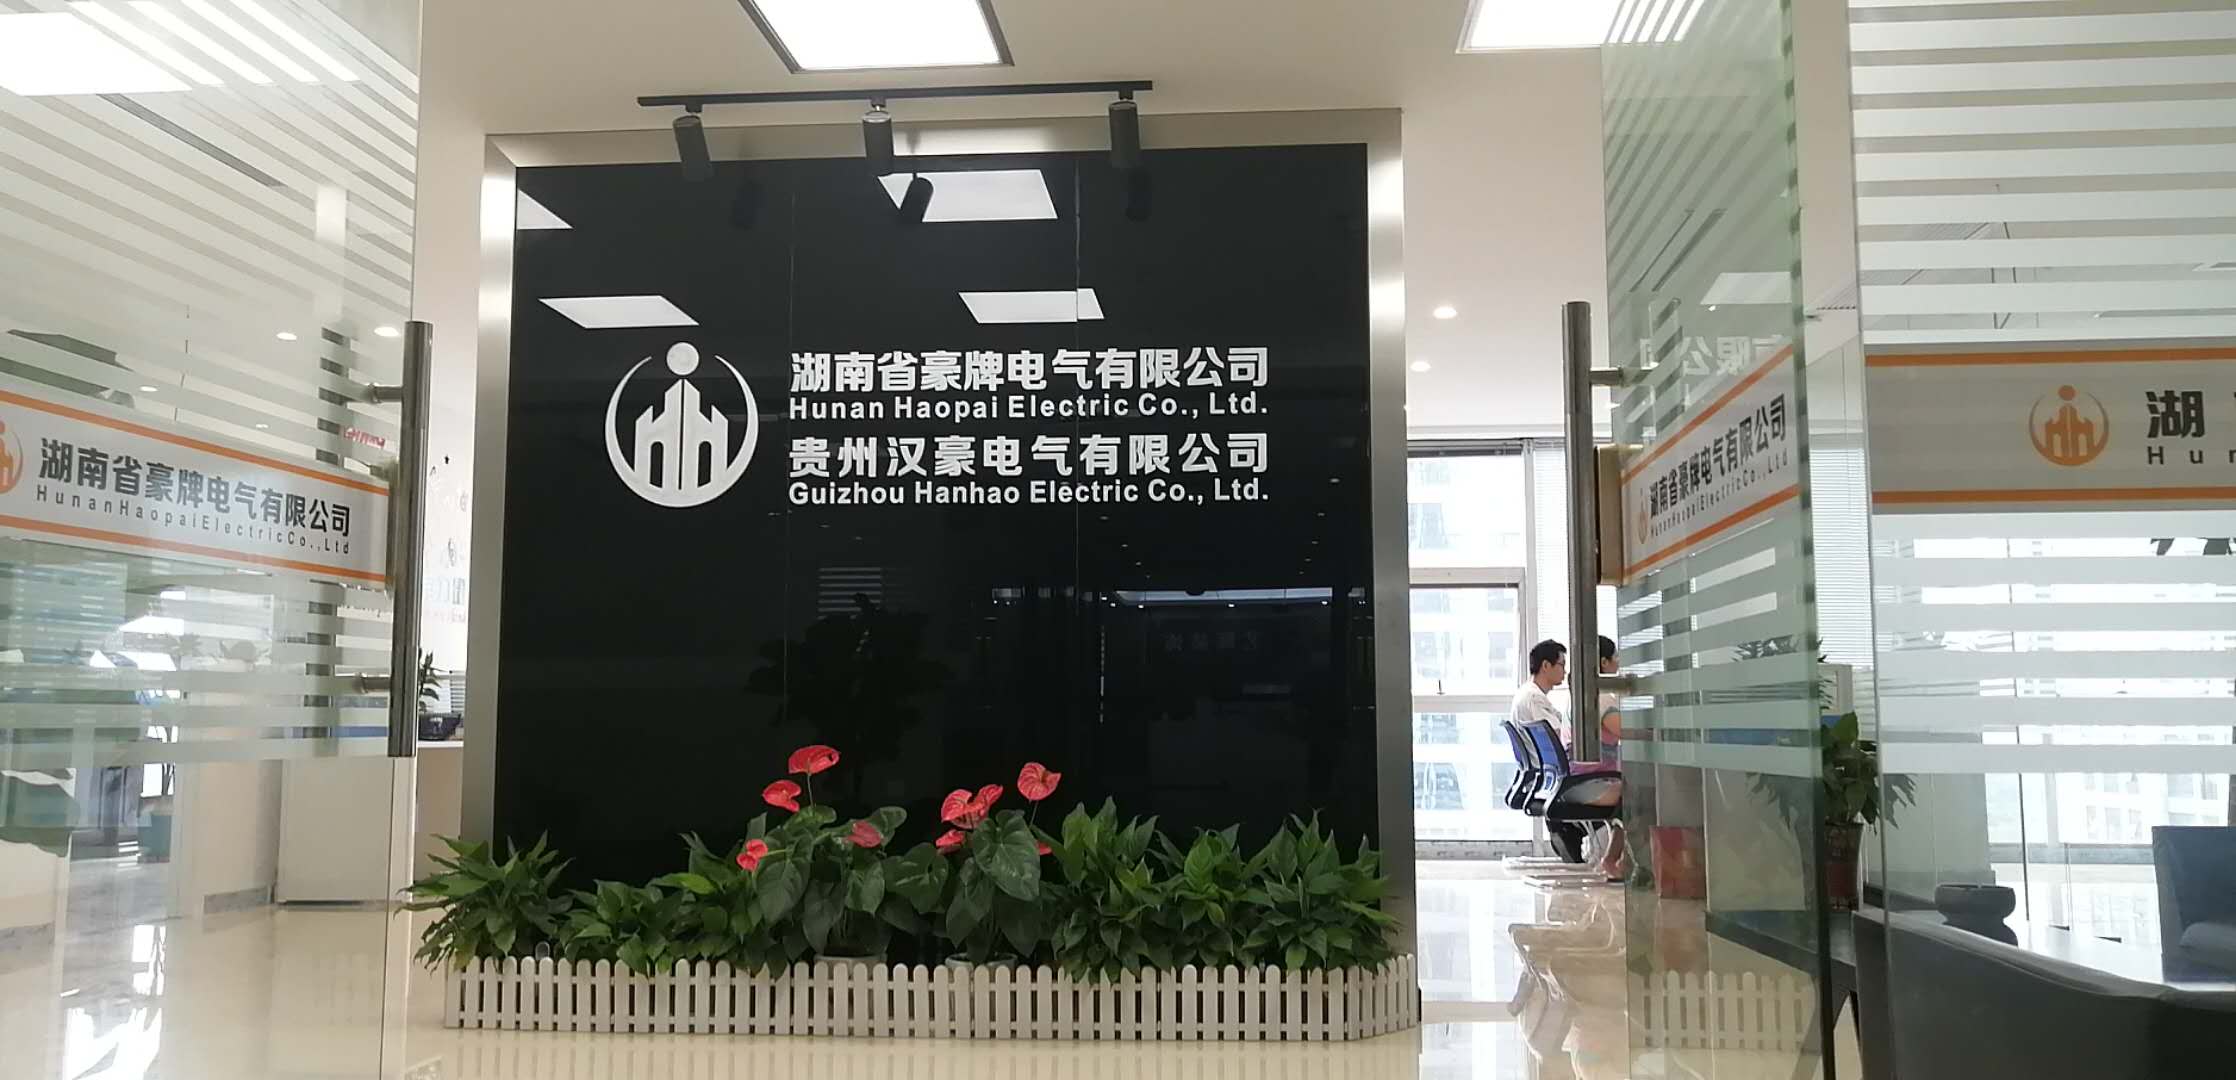 湖南省豪牌电气有限公司
Hunan Haopai Electric Co., Ltd.
贵州汉豪电气有限公司
Guizhou Hanhao Electric Co., Ltd.
湖南省豪牌电气有限公司
HunanHaopaiElectricCo.,Ltd
湖南省豪牌电气有限公司
HunanHaopaiElectricCo.,Ltd
湖
Hun